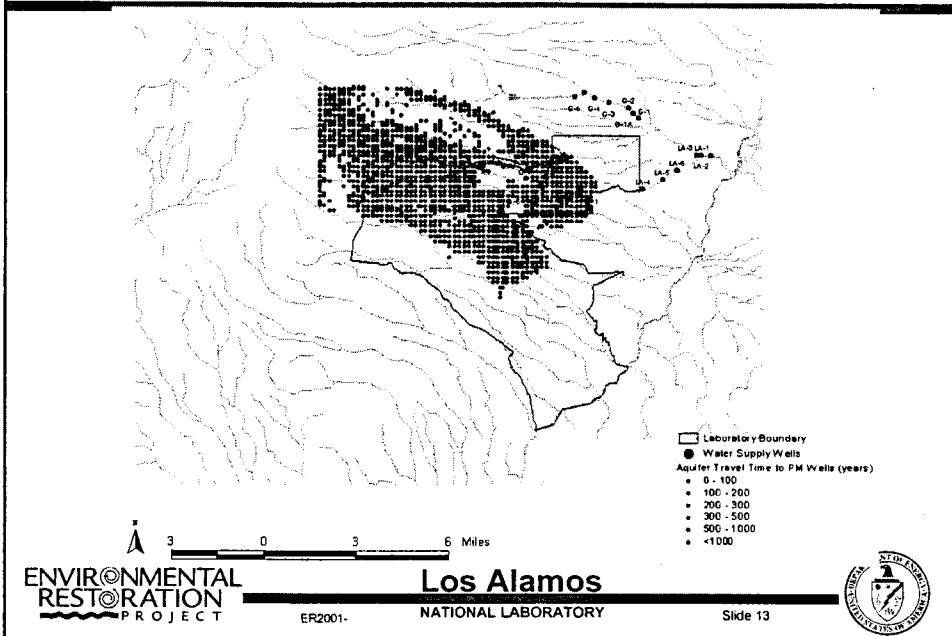 G-2
G-6
G-4
G-3
G-1
G-1A
LA-3 LA-1
LA-6
LA-2
LA-5
LA-4
Laboratory Boundary
Water Supply Wells
Aquifer Travel Time to PM Wells (years)
0 - 100
100 - 200
200 - 300
300 - 500
500 - 1000
<1000
3 0 3 6 Miles
ENVIRONMENTAL
RESTORATION
PROJECT
ER2001-
Los Alamos
NATIONAL LABORATORY
Slide 13